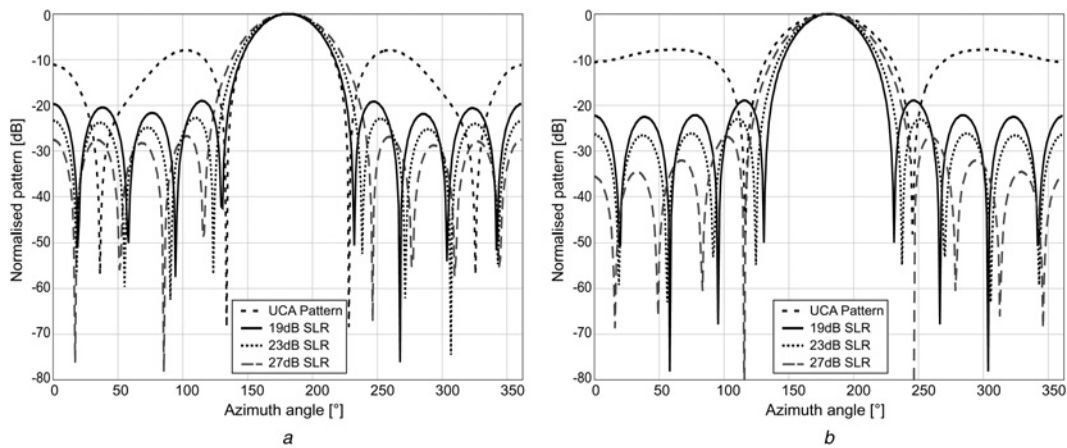 0
-10
-20
-30
-40
-50
-60
-70
-80
Normalised pattern [dB]
UCA Pattern
19dB SLR
23dB SLR
27dB SLR
0 50 100 150 200 250 300 350
Azimuth angle [°]
a
0
-10
-20
-30
-40
-50
-60
-70
-80
Normalised pattern [dB]
UCA Pattern
19dB SLR
23dB SLR
27dB SLR
0 50 100 150 200 250 300 350
Azimuth angle [°]
b